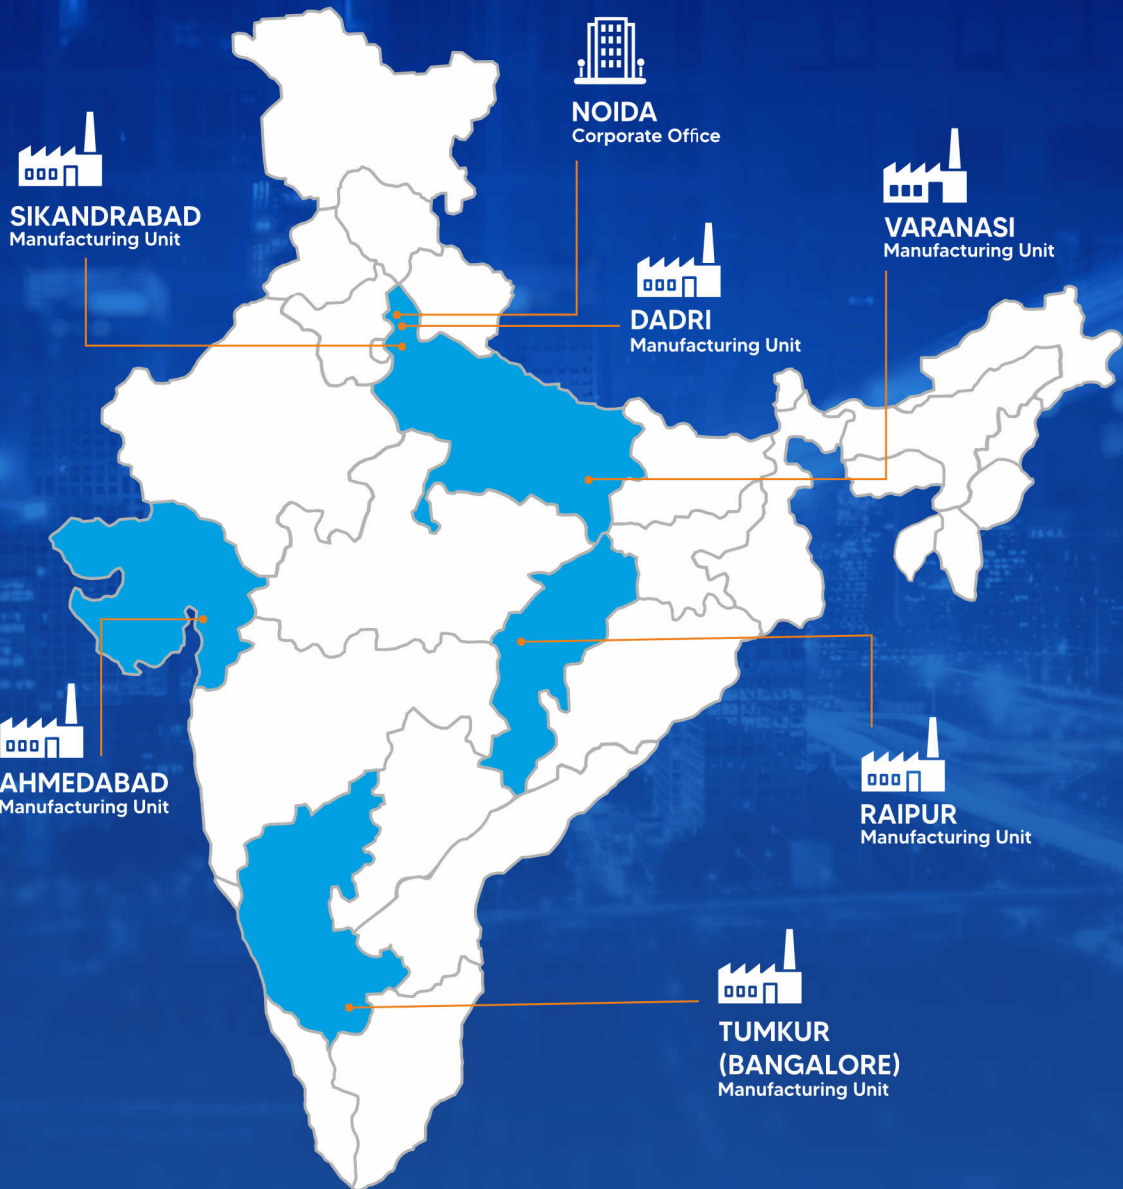 NOIDA
Corporate Office
SIKANDRABAD
Manufacturing Unit
VARANASI
Manufacturing Unit
DADRI
Manufacturing Unit
AHMEDABAD
Manufacturing Unit
RAIPUR
Manufacturing Unit
TUMKUR
(BANGALORE)
Manufacturing Unit